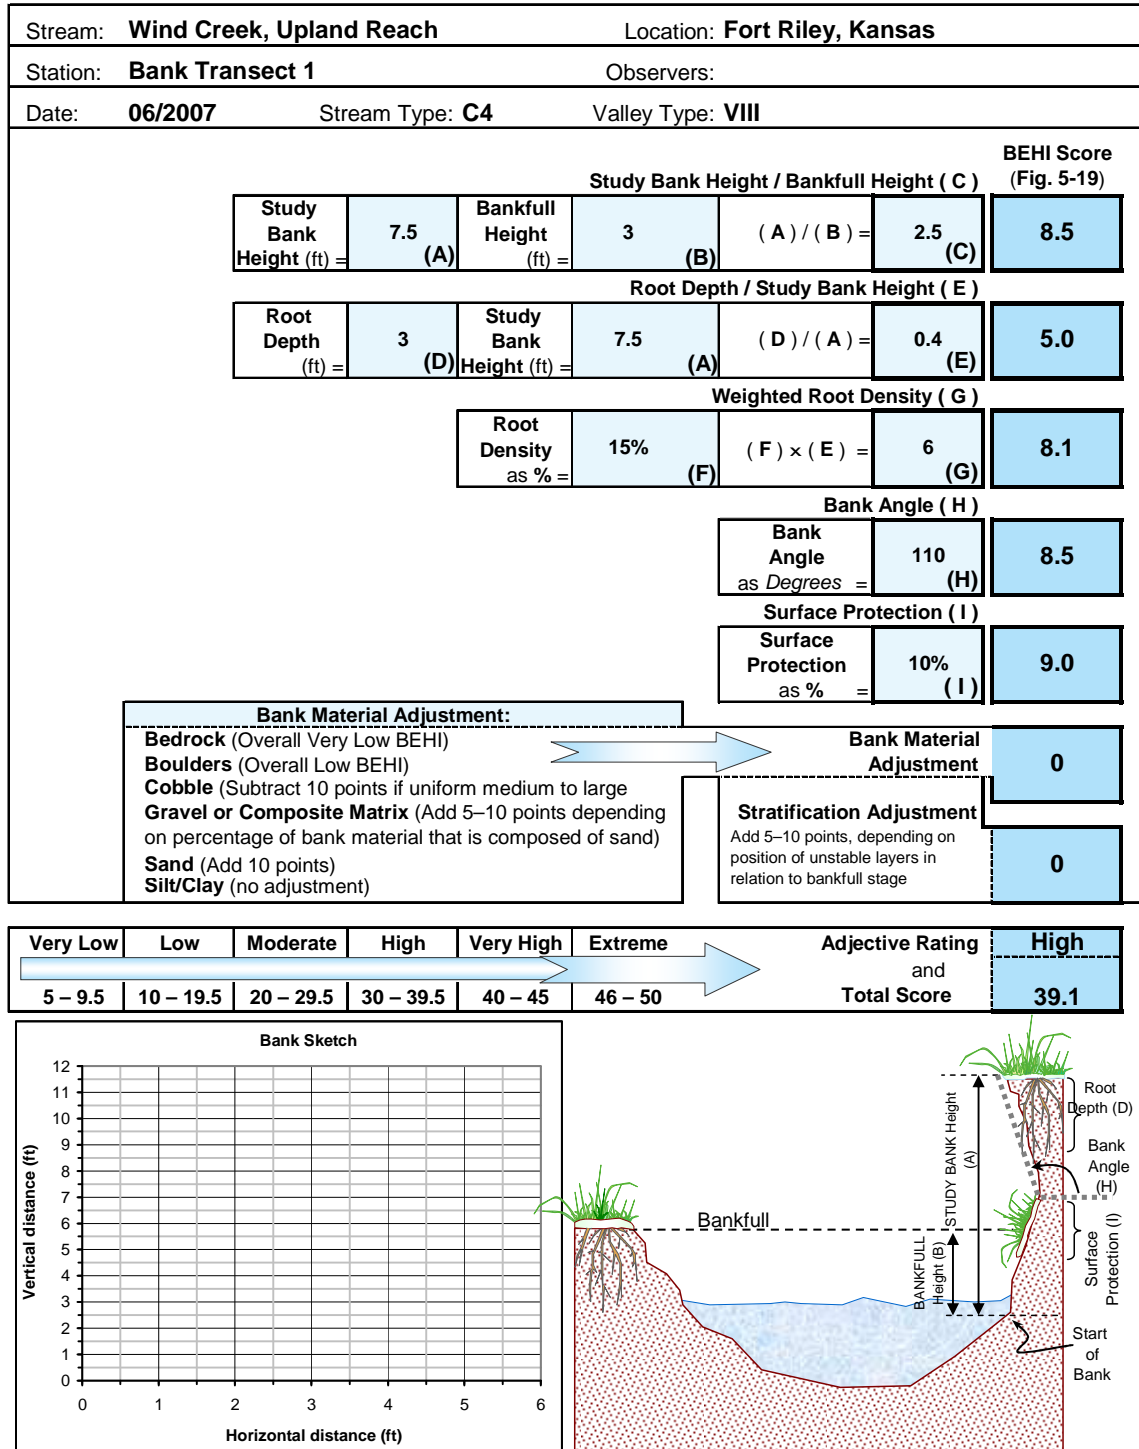 Stream: Wind Creek, Upland Reach Location: Fort Riley, Kansas
Station: Bank Transect 1 Observers:
Date: 06/2007 Stream Type: C4 Valley Type: VIII
BEHI Score
(Fig. 5-19)
Study Bank Height / Bankfull Height ( C )
Study
Bank
Height (ft) =
7.5
(A)
Bankfull
Height
(ft) =
3
(B)
( A ) / ( B ) =
2.5
(C)
8.5
Root Depth / Study Bank Height ( E )
Root
Depth
(ft) =
3
(D)
Study
Bank
Height (ft) =
7.5
(A)
( D ) / ( A ) =
0.4
(E)
5.0
Weighted Root Density ( G )
Root
Density
as % =
15%
(F)
( F ) × ( E ) =
6
(G)
8.1
Bank Angle ( H )
Bank
Angle
as Degrees =
110
(H)
8.5
Surface Protection ( I )
Surface
Protection
as % =
10%
( I )
9.0
Bank Material Adjustment:
Bedrock (Overall Very Low BEHI)
Boulders (Overall Low BEHI)
Cobble (Subtract 10 points if uniform medium to large
Gravel or Composite Matrix (Add 5–10 points depending
on percentage of bank material that is composed of sand)
Sand (Add 10 points)
Silt/Clay (no adjustment)
Bank Material
Adjustment
0
Stratification Adjustment
Add 5–10 points, depending on
position of unstable layers in
relation to bankfull stage
0
Very Low Low Moderate High Very High Extreme
5 – 9.5 10 – 19.5 20 – 29.5 30 – 39.5 40 – 45 46 – 50
Adjective Rating
and
Total Score
High
39.1
Bank Sketch
Vertical distance (ft)
12
11
10
9
8
7
6
5
4
3
2
1
0
0 1 2 3 4 5 6
Horizontal distance (ft)
Bankfull
BANKFULL
Height (B)
STUDY BANK Height
(A)
Root
Depth (D)
Bank
Angle
(H)
Surface
Protection (I)
Start
of
Bank